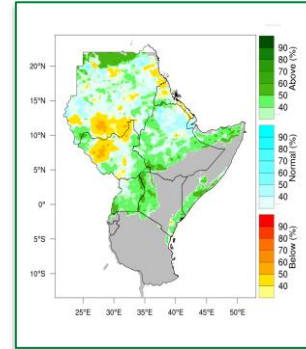 20°N
15°N
10°N
5°N
0°
5°S
10°S
25°E
30°E
35°E
40°E
45°E
50°E
90
80
70
60
50
40
Above (%)
90
80
70
60
50
40
Normal (%)
90
80
70
60
50
40
Below (%)